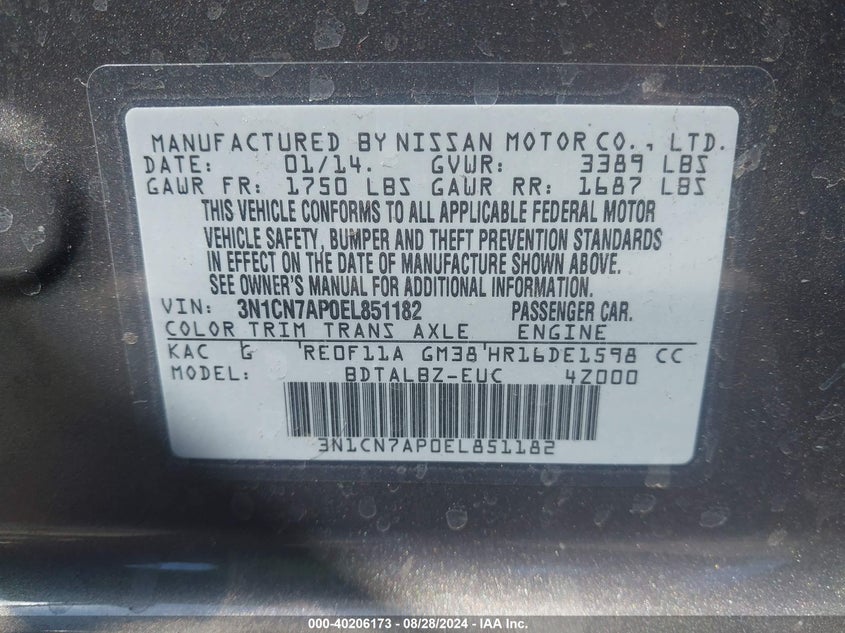 MANUFACTURED BY NISSAN MOTOR CO., LTD.
DATE: 01/14. GVWR: 3389 LBS
GAWR FR: 1750 LBS GAWR RR: 1687 LBS
THIS VEHICLE CONFORMS TO ALL APPLICABLE FEDERAL MOTOR
VEHICLE SAFETY, BUMPER AND THEFT PREVENTION STANDARDS
IN EFFECT ON THE DATE OF MANUFACTURE SHOWN ABOVE.
SEE OWNER'S MANUAL FOR ADDITIONAL INFORMATION.
VIN: 3N1CN7AP0EL851182 PASSENGER CAR.
COLOR TRIM TRANS AXLE ENGINE
KAC G RE0F11A GM38 HR16DE1598 CC
MODEL: BDTALBZ-EUC 4Z000
3N1CN7AP0EL851182
000-40206173 - 08/28/2024 - IAA Inc.